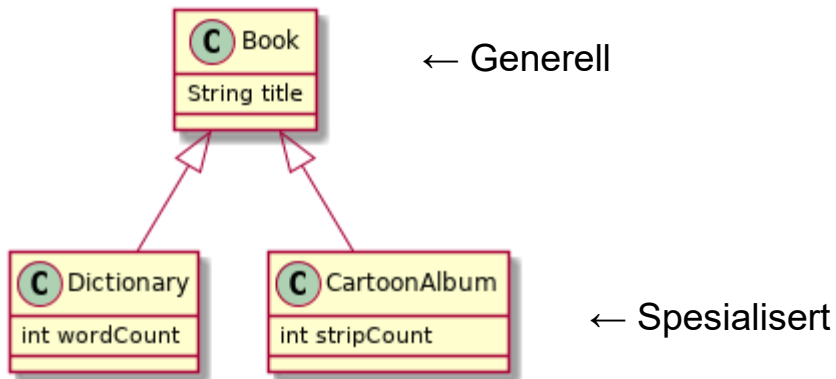 C Book
← Generell
String title
C Dictionary
C CartoonAlbum
int wordCount
int stripCount
← Spesialisert